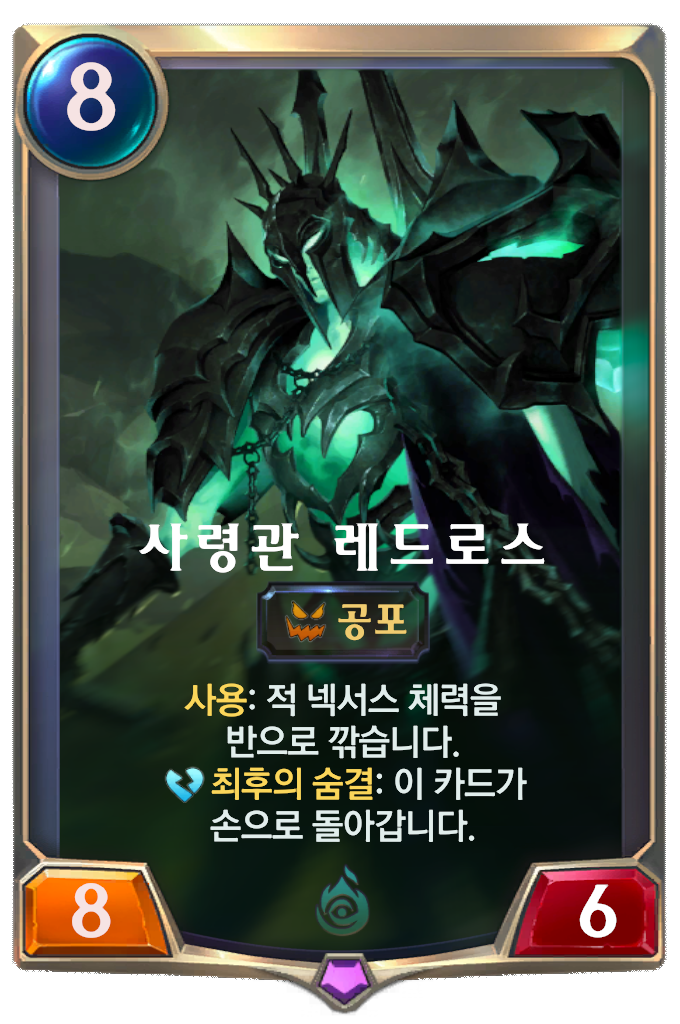 8
사령관 레드로스
공포
사용: 적 넥서스 체력을
반으로 깎습니다.
최후의 숨결: 이 카드가
손으로 돌아갑니다.
8
6